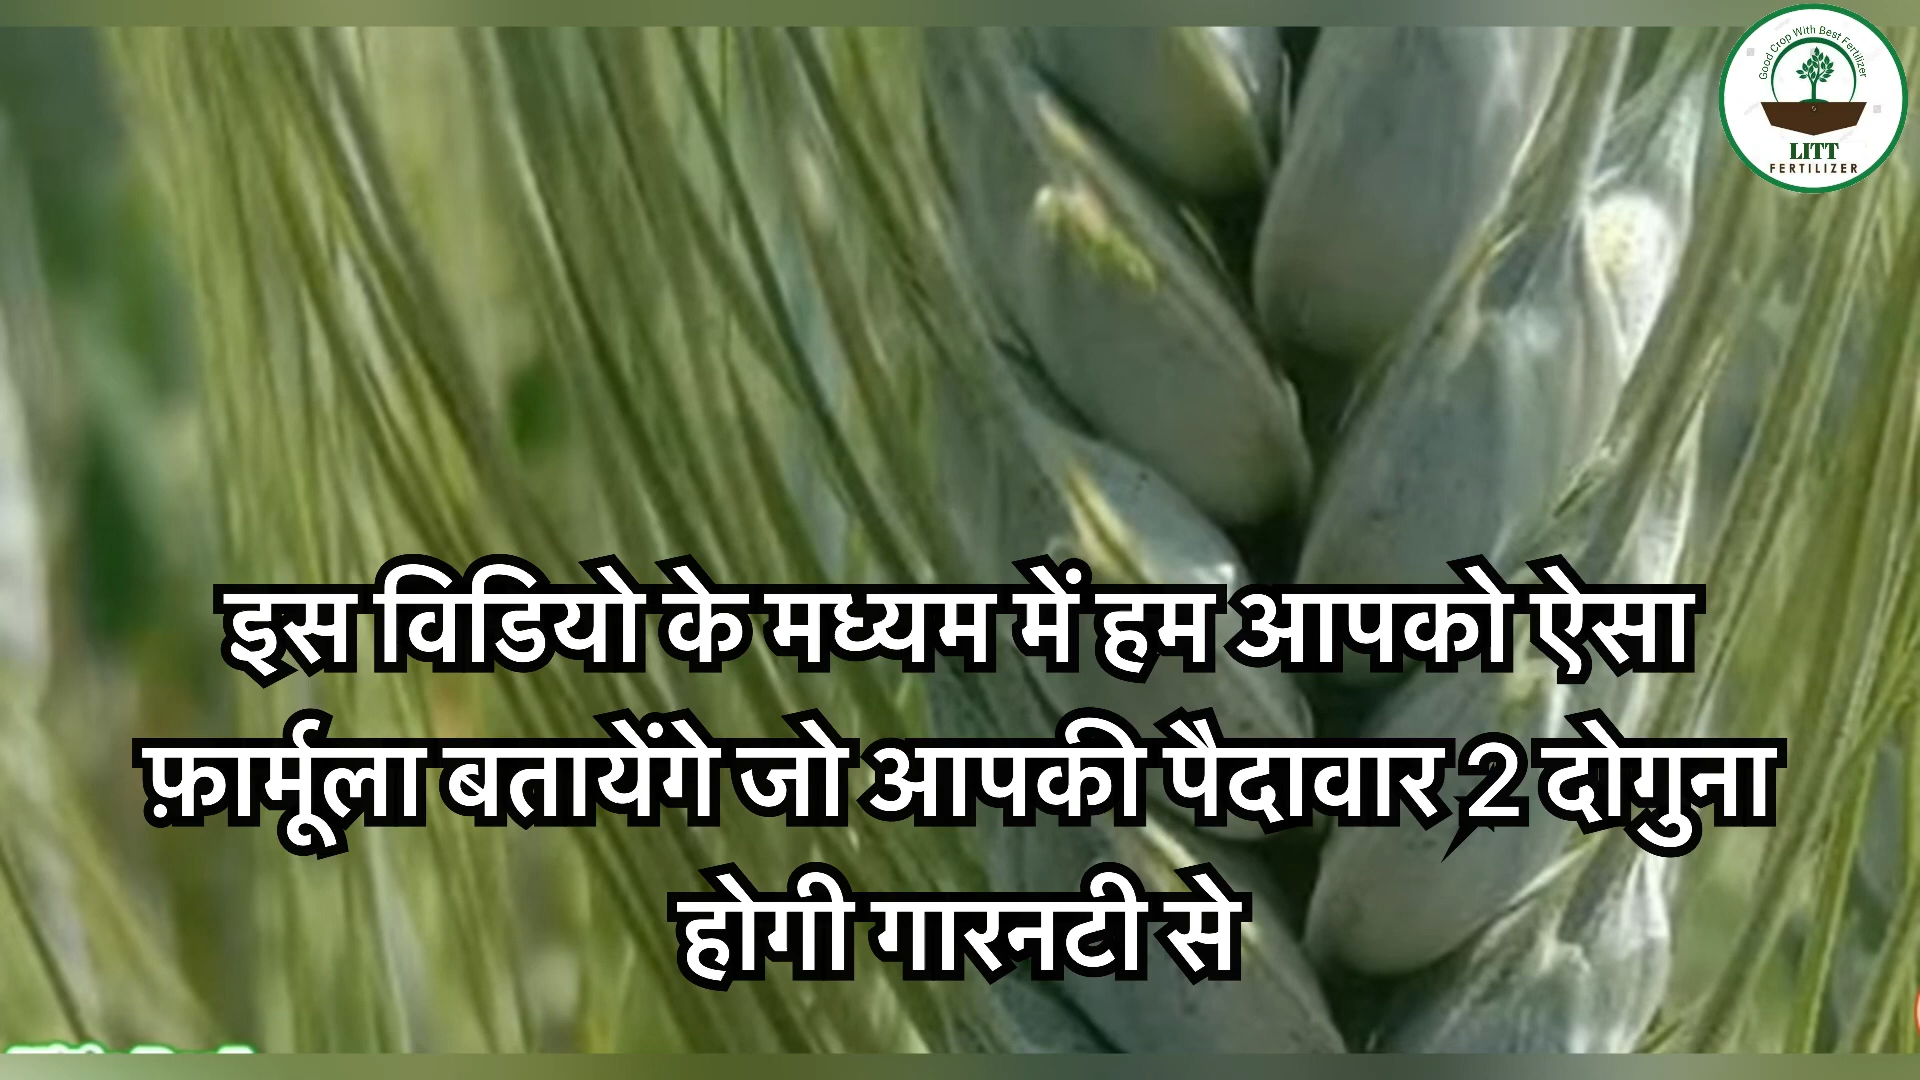 Good Crop With Best Fertilizer
LITT
FERTILIZER
इस विडियो के मध्यम में हम आपको ऐसा
फ़ार्मूला बतायेंगे जो आपकी पैदावार 2 दोगुना
होगी गारनटी से